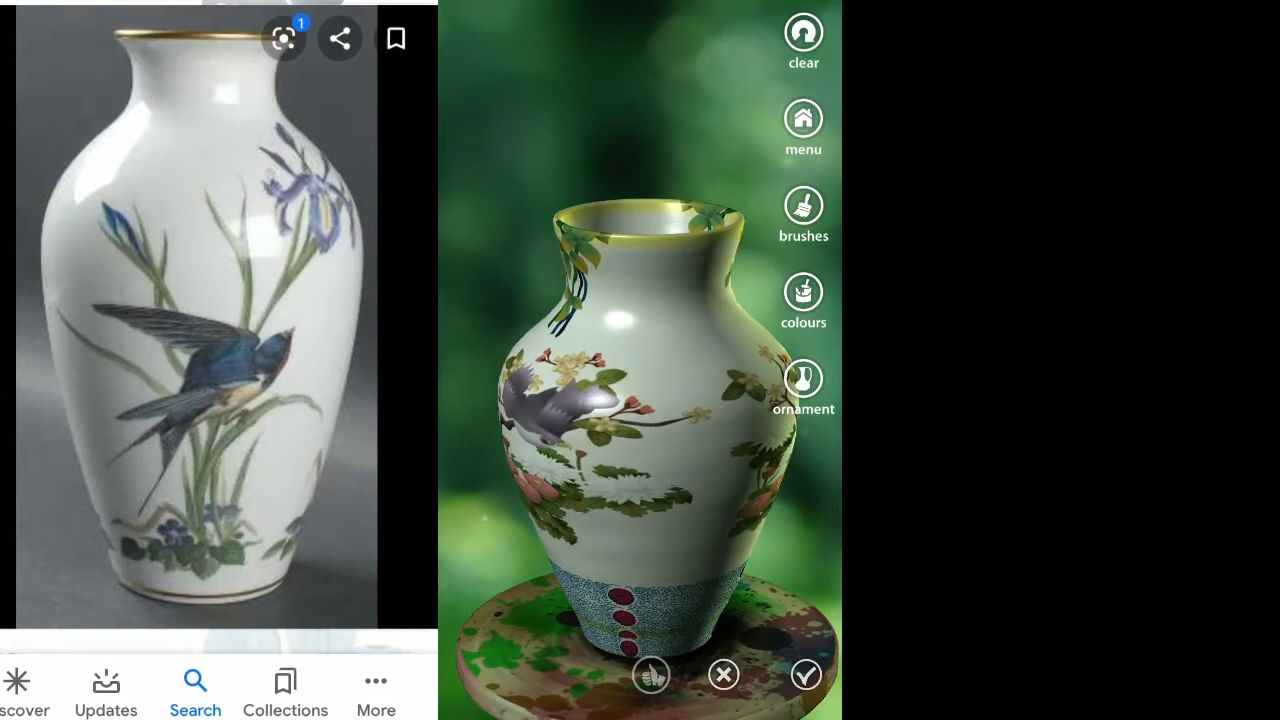 1
scover
Updates
Search
Collections
More
clear
menu
brushes
colours
ornament